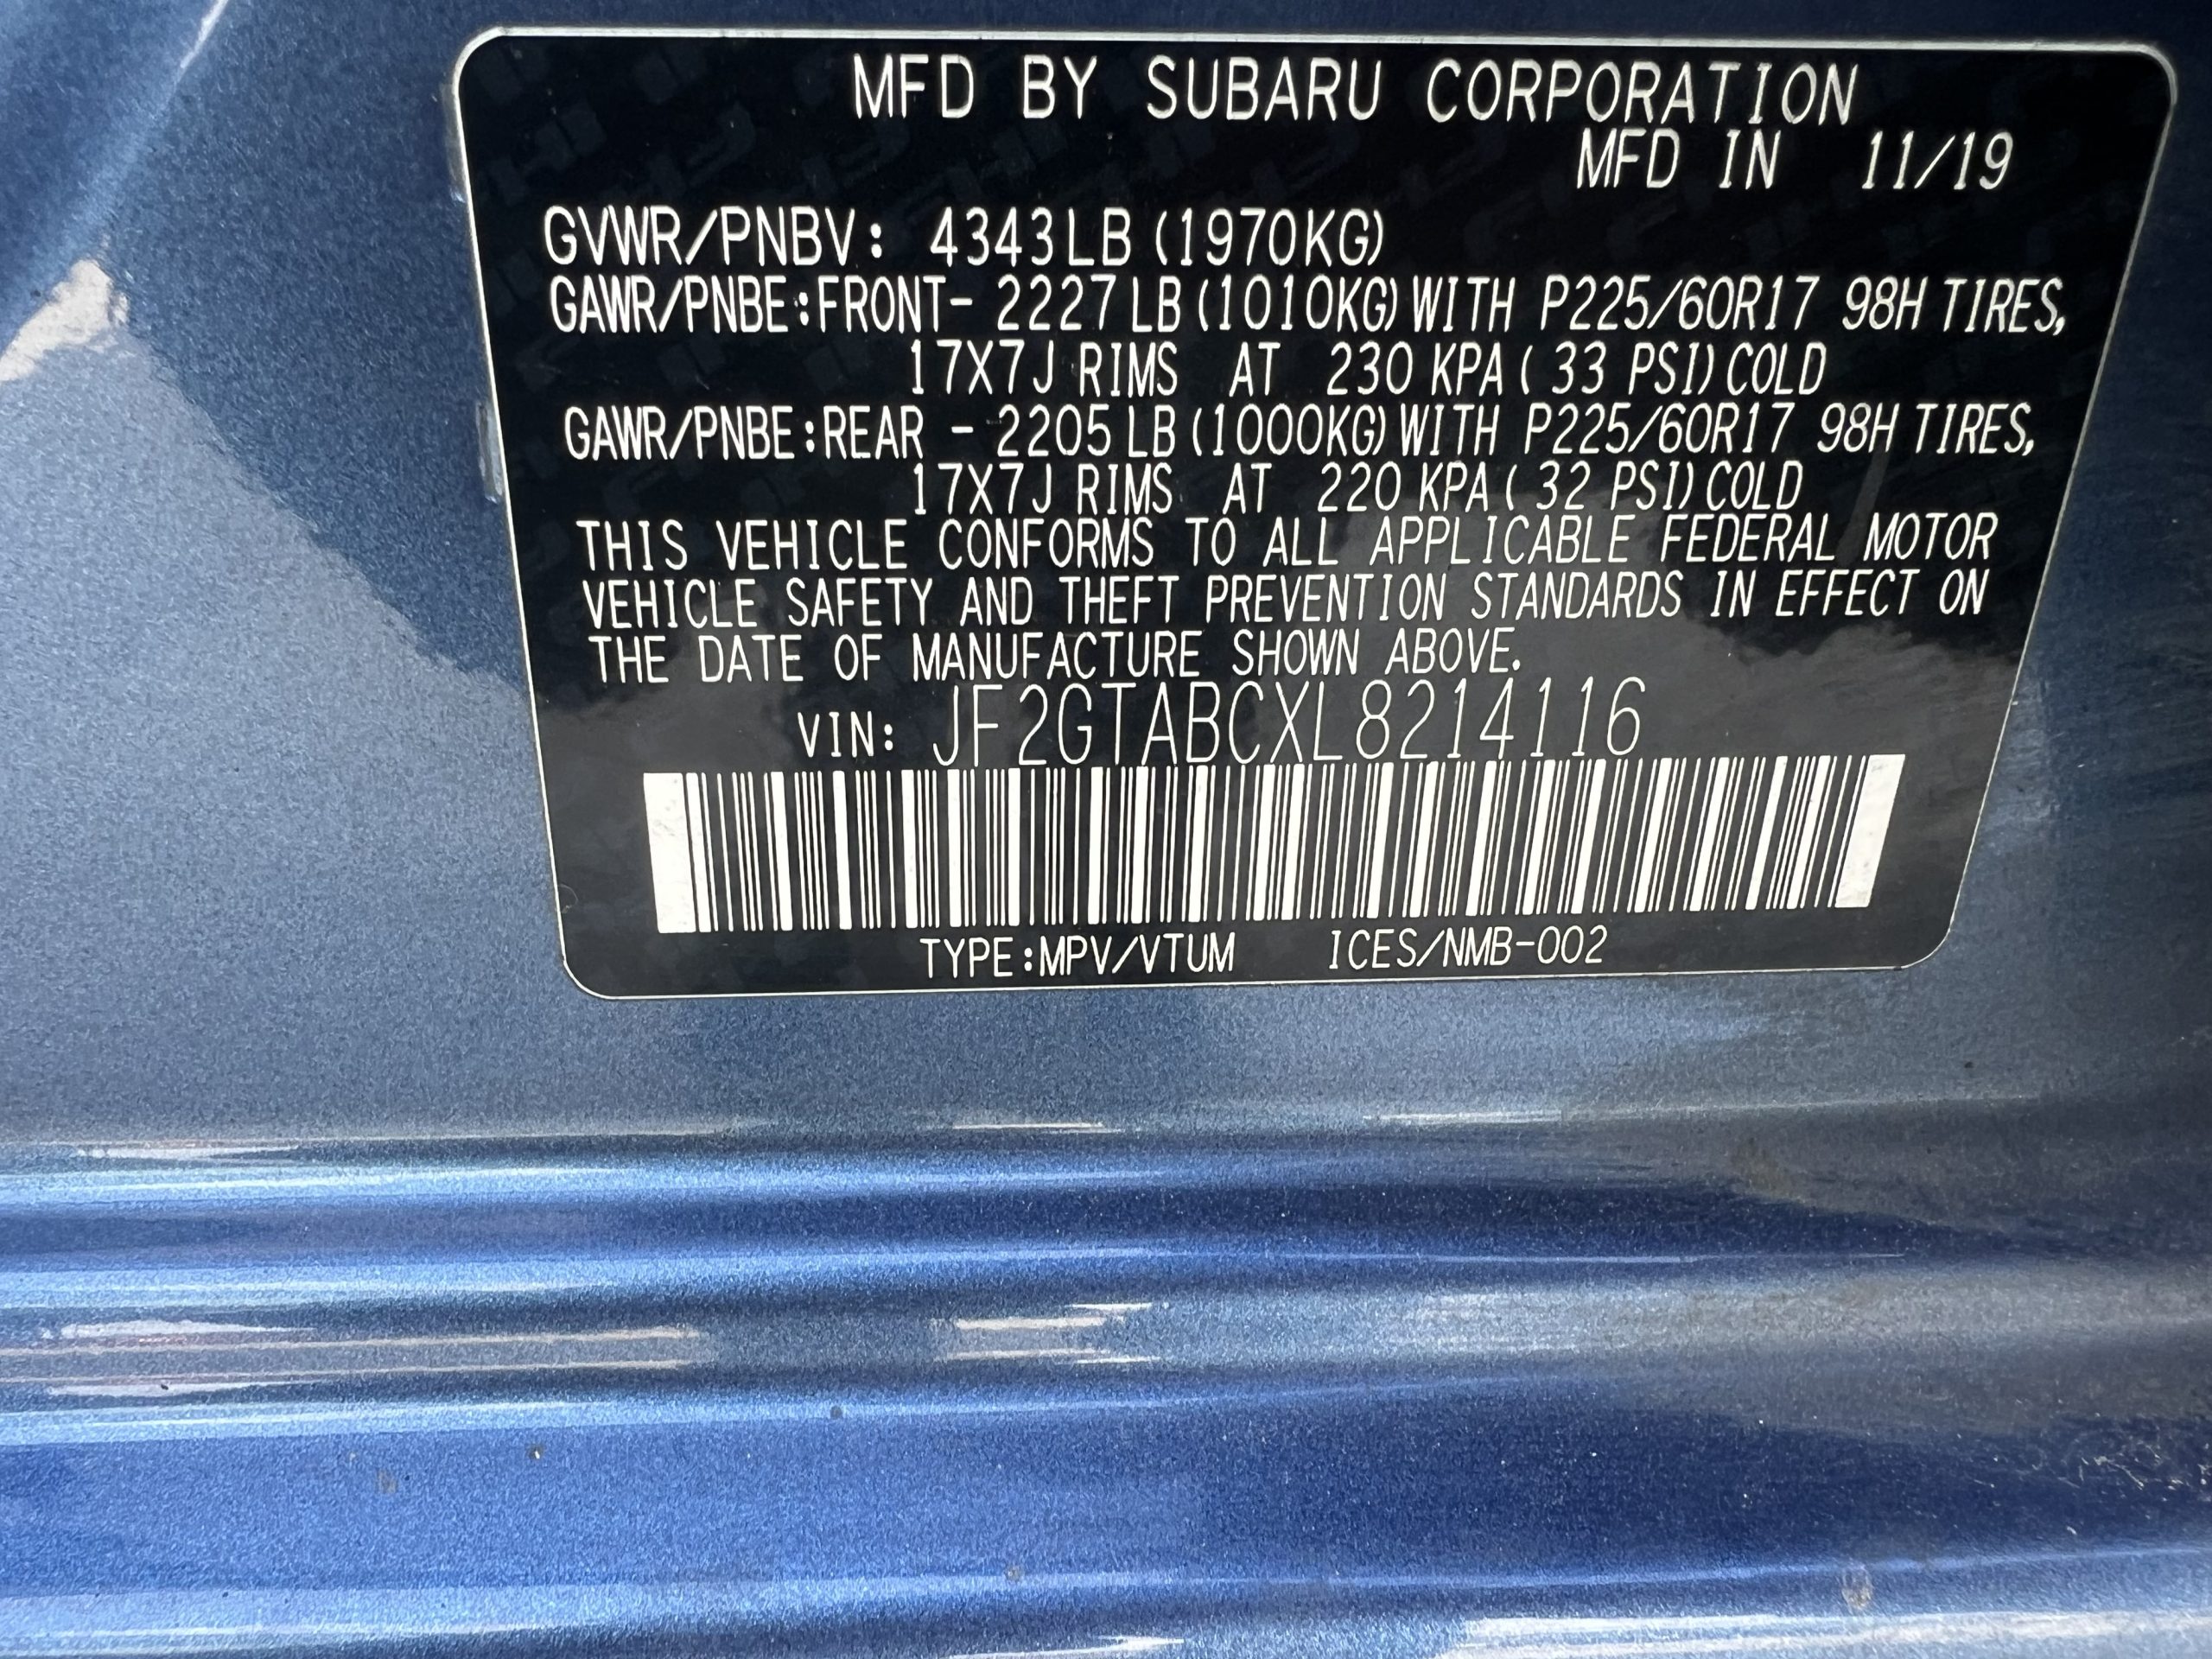 MFD BY SUBARU CORPORATION
MFD IN 11/19
GVWR/PNBV: 4343LB (1970KG)
GAWR/PNBE:FRONT- 2227 LB (1010KG) WITH P225/60R17 98H TIRES,
17X7J RIMS AT 230 KPA ( 33 PSI) COLD
GAWR/PNBE:REAR - 2205 LB (1000KG) WITH P225/60R17 98H TIRES,
17X7J RIMS AT 220 KPA ( 32 PSI) COLD
THIS VEHICLE CONFORMS TO ALL APPLICABLE FEDERAL MOTOR
VEHICLE SAFETY AND THEFT PREVENTION STANDARDS IN EFFECT ON
THE DATE OF MANUFACTURE SHOWN ABOVE.
VIN: JF2GTABCXL8214116
TYPE:MPV/VTUM ICES/NMB-002